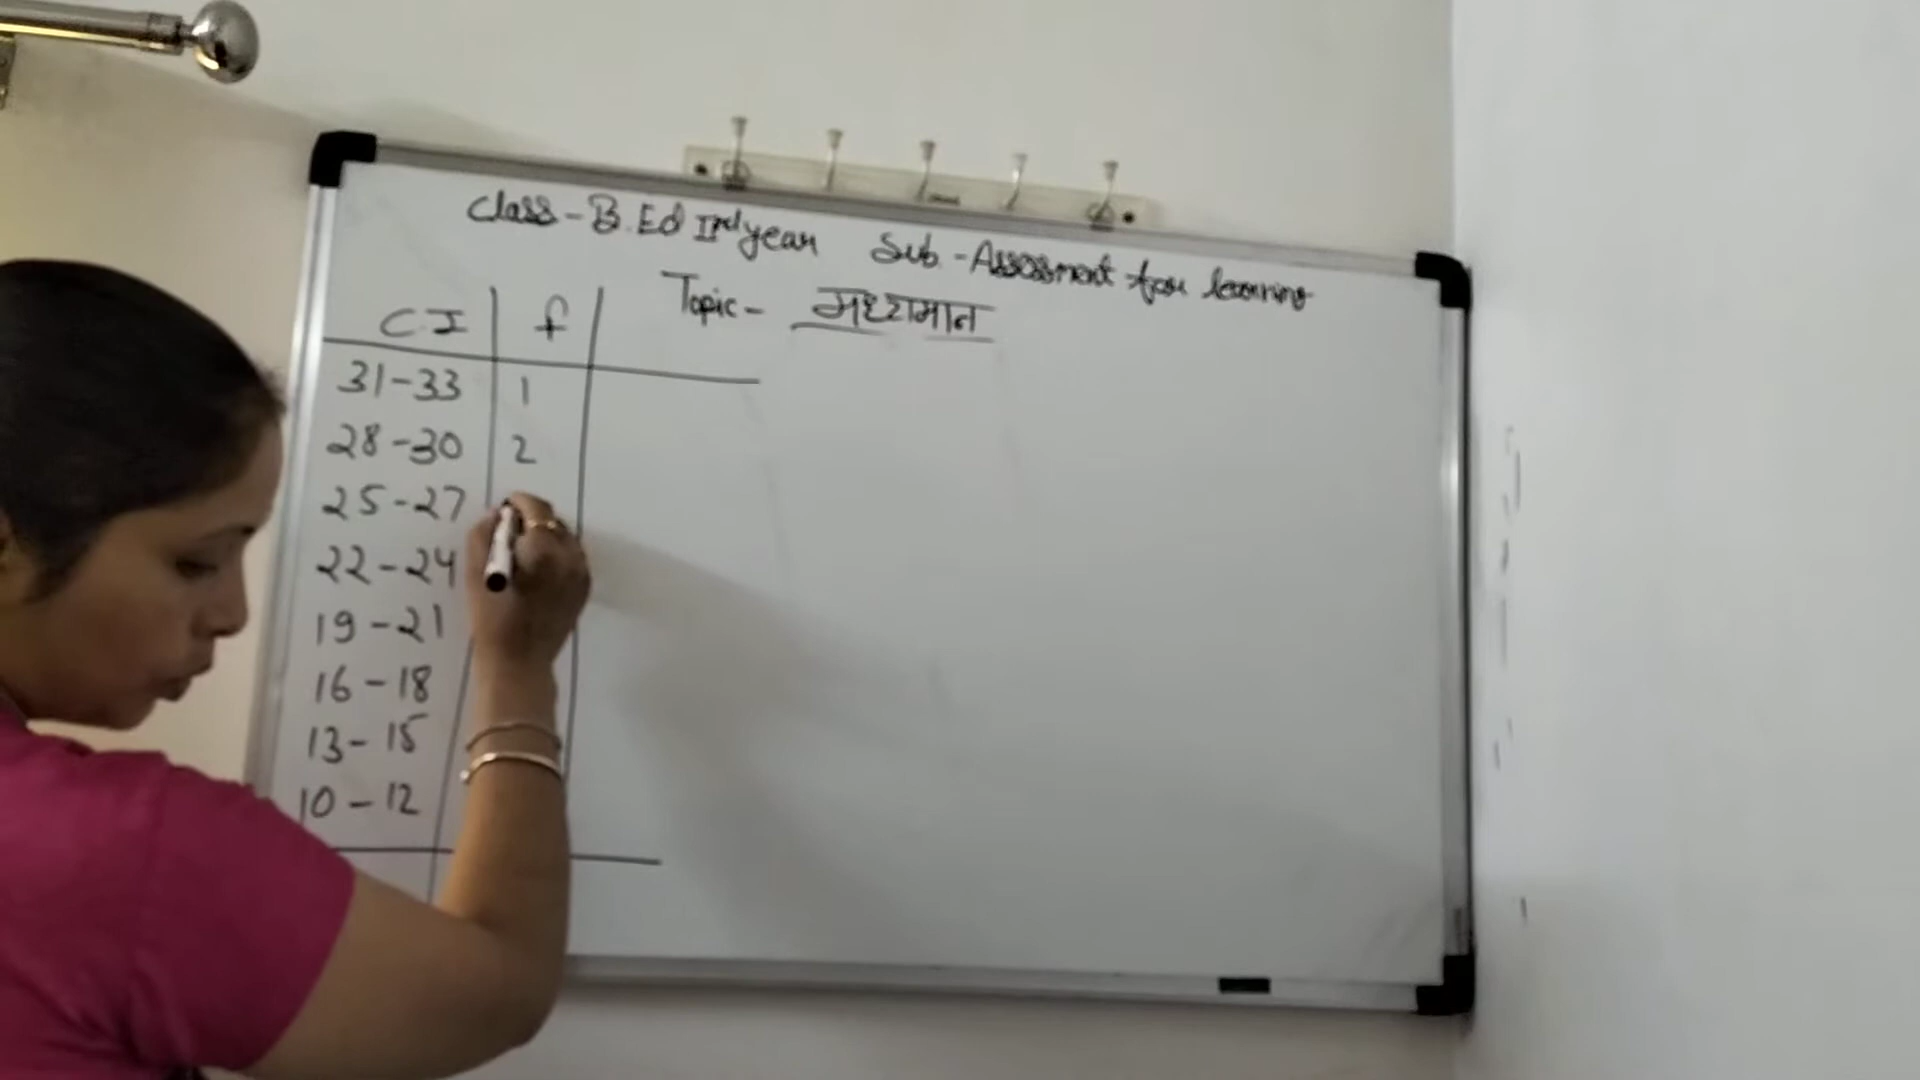 Class - B.Ed IInd year Sub. - Assessment for learning
Topic - मध्यमान
C.I f
31-33 1
28-30 2
25-27
22-24
19-21
16-18
13-15
10-12